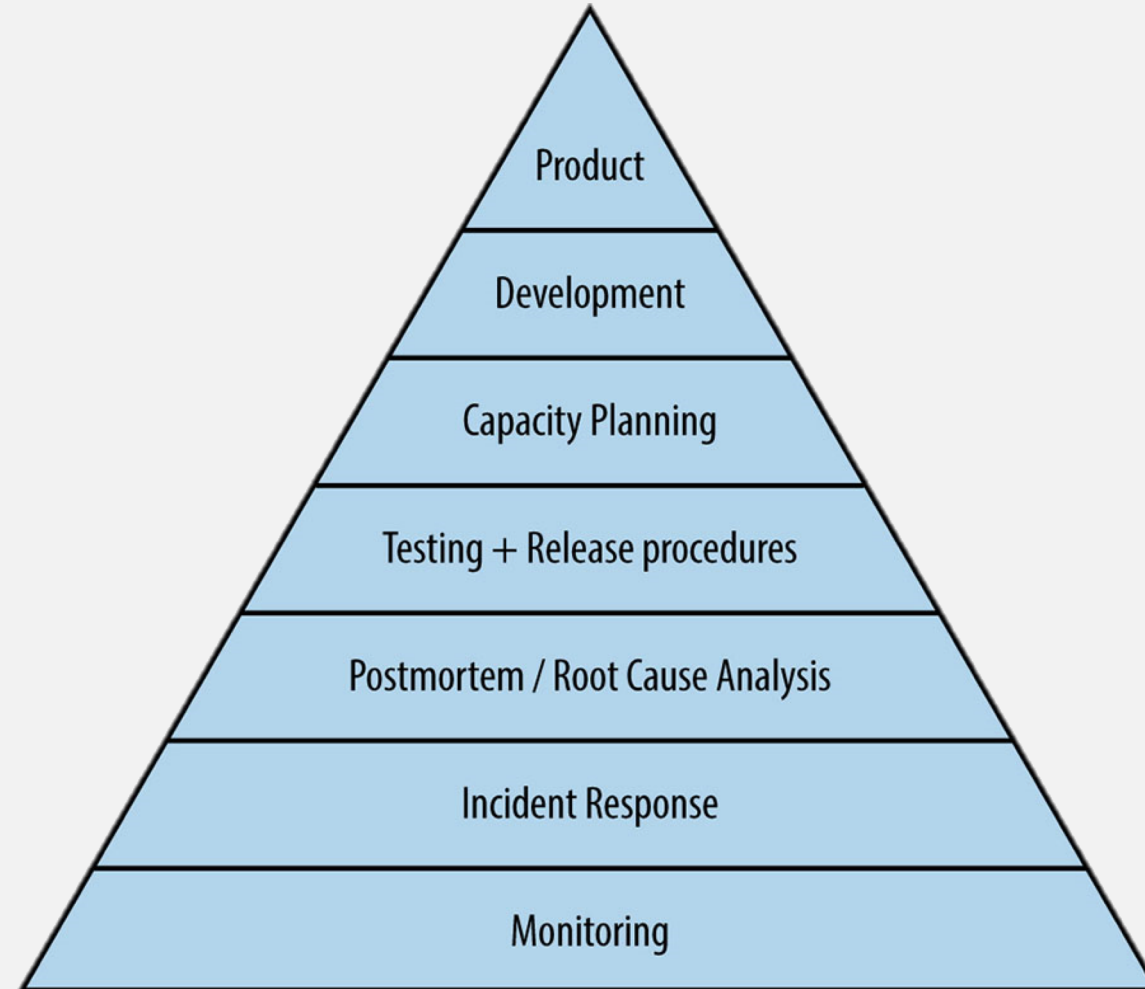 Product
Development
Capacity Planning
Testing + Release procedures
Postmortem / Root Cause Analysis
Incident Response
Monitoring